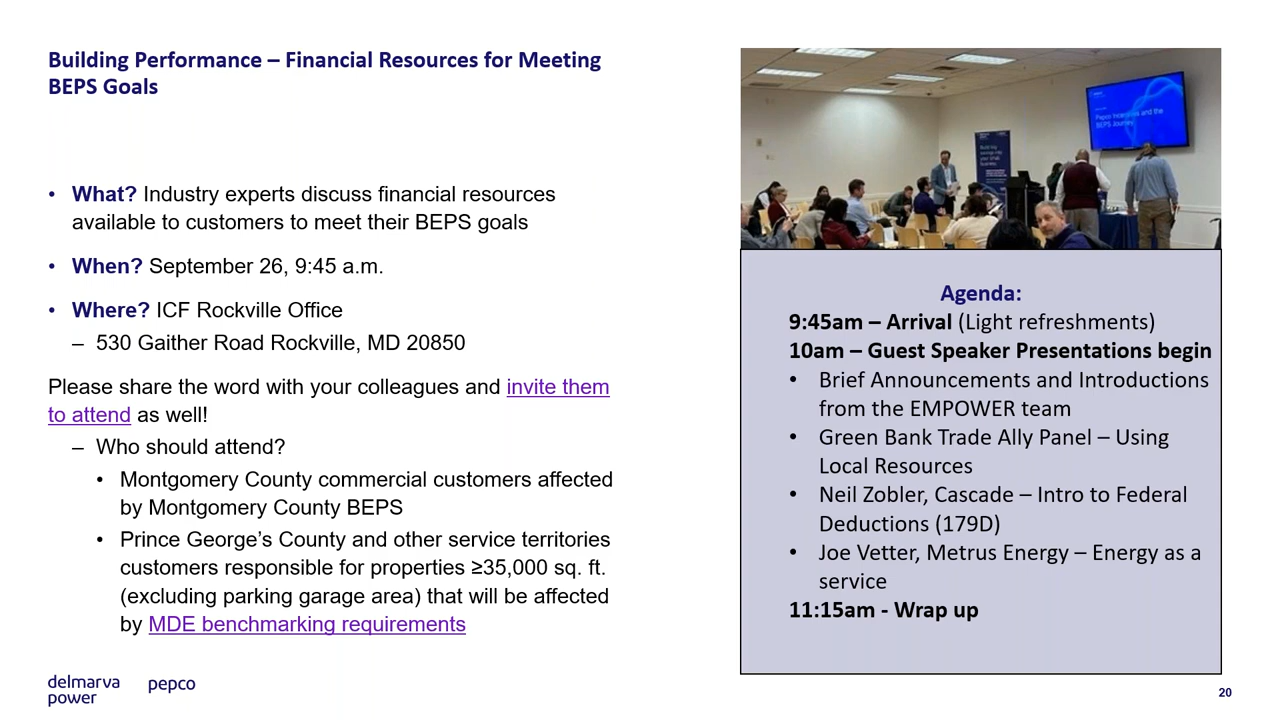 Building Performance – Financial Resources for Meeting
BEPS Goals
• What? Industry experts discuss financial resources
available to customers to meet their BEPS goals
• When? September 26, 9:45 a.m.
• Where? ICF Rockville Office
– 530 Gaither Road Rockville, MD 20850
Please share the word with your colleagues and invite them
to attend as well!
– Who should attend?
• Montgomery County commercial customers affected
by Montgomery County BEPS
• Prince George’s County and other service territories
customers responsible for properties ≥35,000 sq. ft.
(excluding parking garage area) that will be affected
by MDE benchmarking requirements
delmarva
power
pepco
Pepco Incentives and the
BEPS Journey
Agenda:
9:45am – Arrival (Light refreshments)
10am – Guest Speaker Presentations begin
• Brief Announcements and Introductions
from the EMPOWER team
• Green Bank Trade Ally Panel – Using
Local Resources
• Neil Zobler, Cascade – Intro to Federal
Deductions (179D)
• Joe Vetter, Metrus Energy – Energy as a
service
11:15am - Wrap up
20